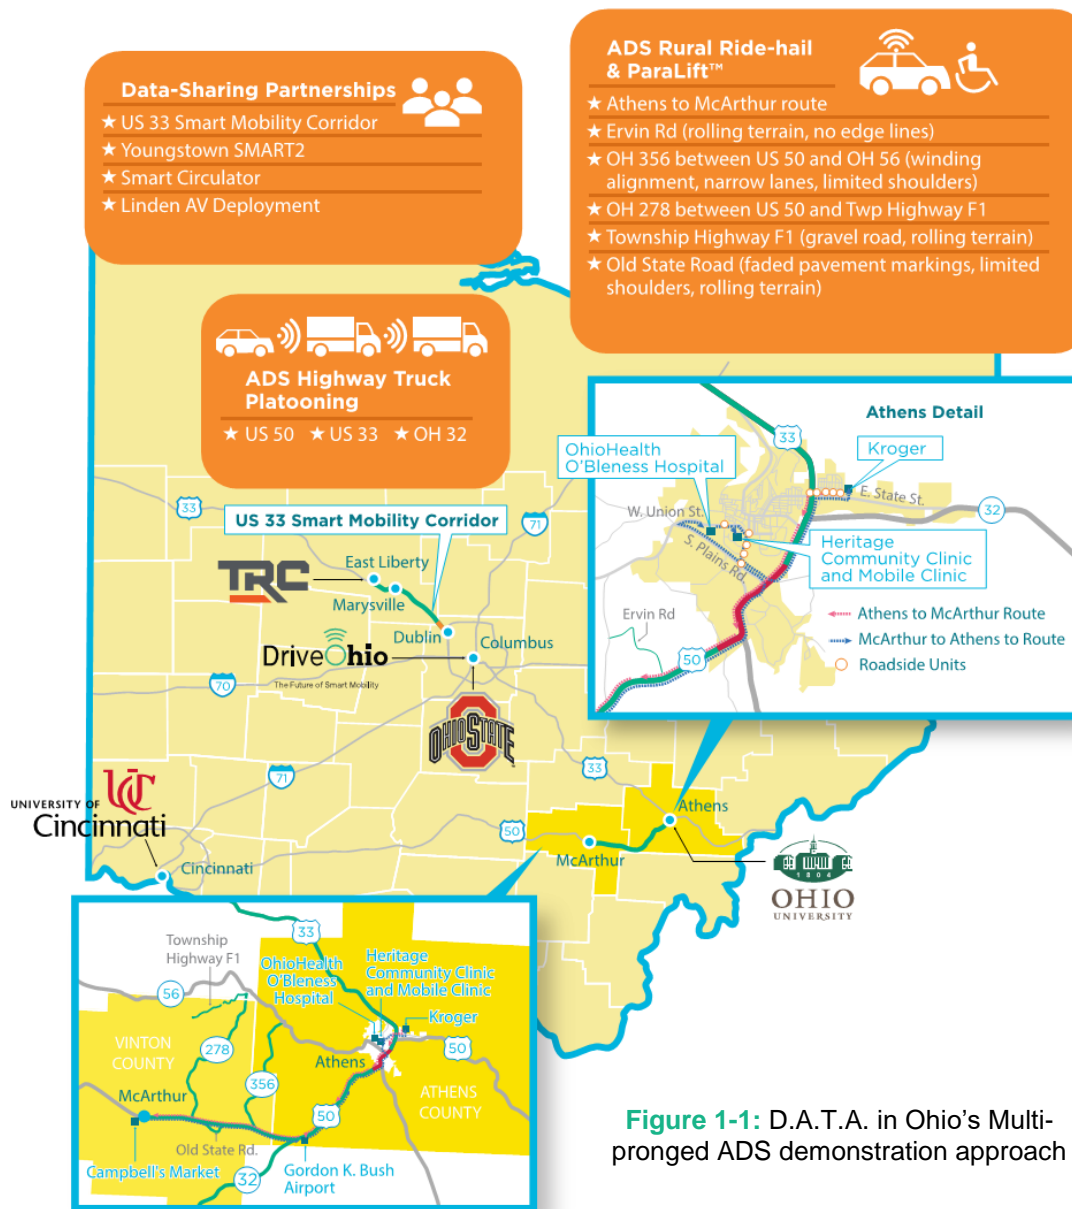 Data-Sharing Partnerships
★ US 33 Smart Mobility Corridor
★ Youngstown SMART2
★ Smart Circulator
★ Linden AV Deployment
ADS Rural Ride-hail
& ParaLift™
★ Athens to McArthur route
★ Ervin Rd (rolling terrain, no edge lines)
★ OH 356 between US 50 and OH 56 (winding
alignment, narrow lanes, limited shoulders)
★ OH 278 between US 50 and Twp Highway F1
★ Township Highway F1 (gravel road, rolling terrain)
★ Old State Road (faded pavement markings, limited
shoulders, rolling terrain)
ADS Highway Truck
Platooning
★ US 50 ★ US 33 ★ OH 32
Athens Detail
33
OhioHealth
O'Bleness Hospital
Kroger
E. State St.
32
W. Union St.
S. Plains Rd
Heritage
Community Clinic
and Mobile Clinic
Ervin Rd
50
Athens to McArthur Route
McArthur to Athens to Route
Roadside Units
33
US 33 Smart Mobility Corridor
71
TRC
East Liberty
Marysville
Dublin
Columbus
DriveOhio
The Future of Smart Mobility
70
OHIO STATE
71
33
UNIVERSITY OF
UC
Cincinnati
Cincinnati
50
Athens
McArthur
1804
OHIO
UNIVERSITY
Township
Highway F1
33
OhioHealth
O'Bleness
Hospital
Heritage
Community Clinic
and Mobile Clinic
Kroger
56
VINTON
COUNTY
278
356
50
Athens
ATHENS
COUNTY
McArthur
50
Old State Rd.
Campbell's Market
32
Gordon K. Bush
Airport
Figure 1-1: D.A.T.A. in Ohio's Multi-
pronged ADS demonstration approach